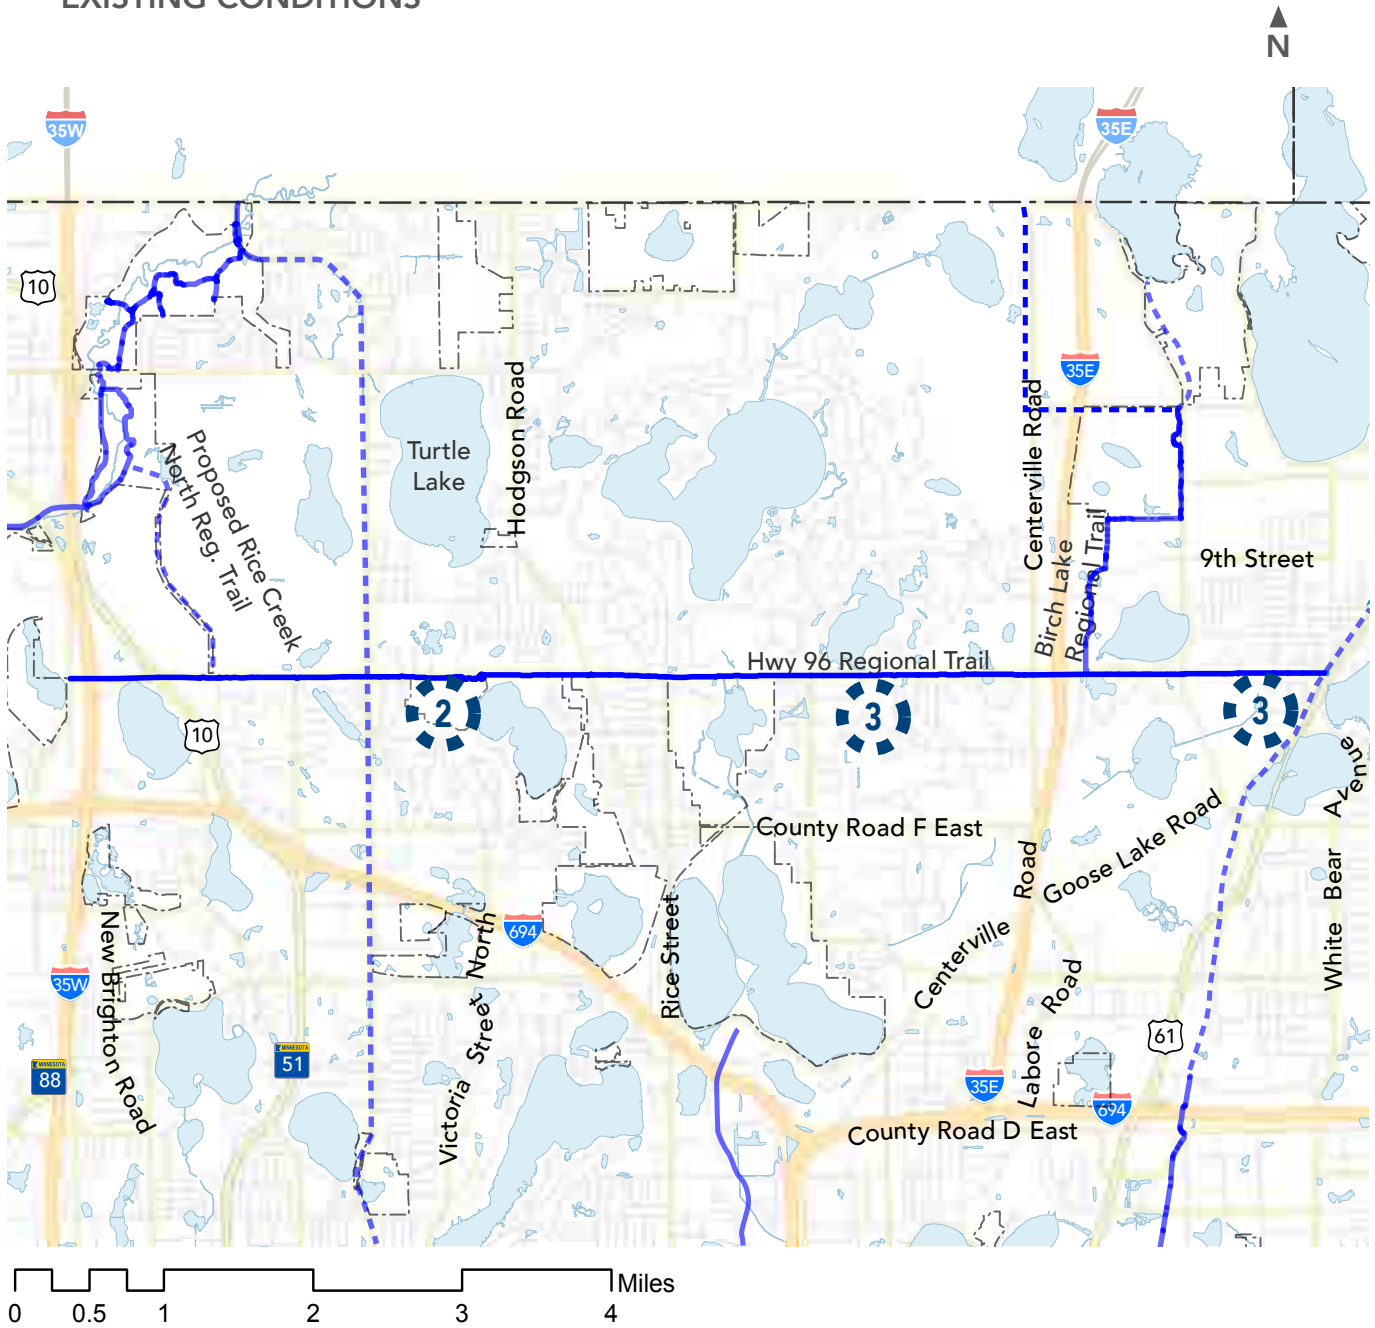 EXISTING CONDITIONS
N
35W
35E
10
35E
Turtle
Lake
Hodgson Road
Centerville Road
Proposed Rice Creek
North Reg. Trail
Birch Lake
Regional Trail
9th Street
Hwy 96 Regional Trail
2
3
3
10
White Bear Avenue
County Road F East
Goose Lake Road
Centerville Road
694
Rice Street
Victoria Street North
New Brighton Road
35W
Labore Road
61
MINNESOTA
88
MINNESOTA
51
35E
694
County Road D East
Miles
0 0.5 1 2 3 4